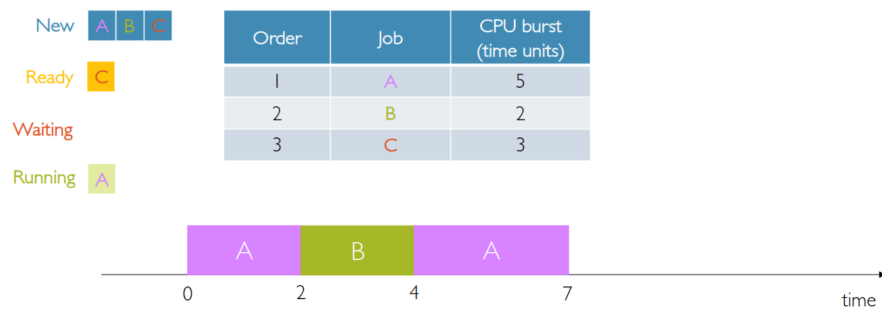 New A B C
Ready C
Waiting
Running A
Order Job CPU burst (time units)
1 A 5
2 B 2
3 C 3
A B A
0 2 4 7
time